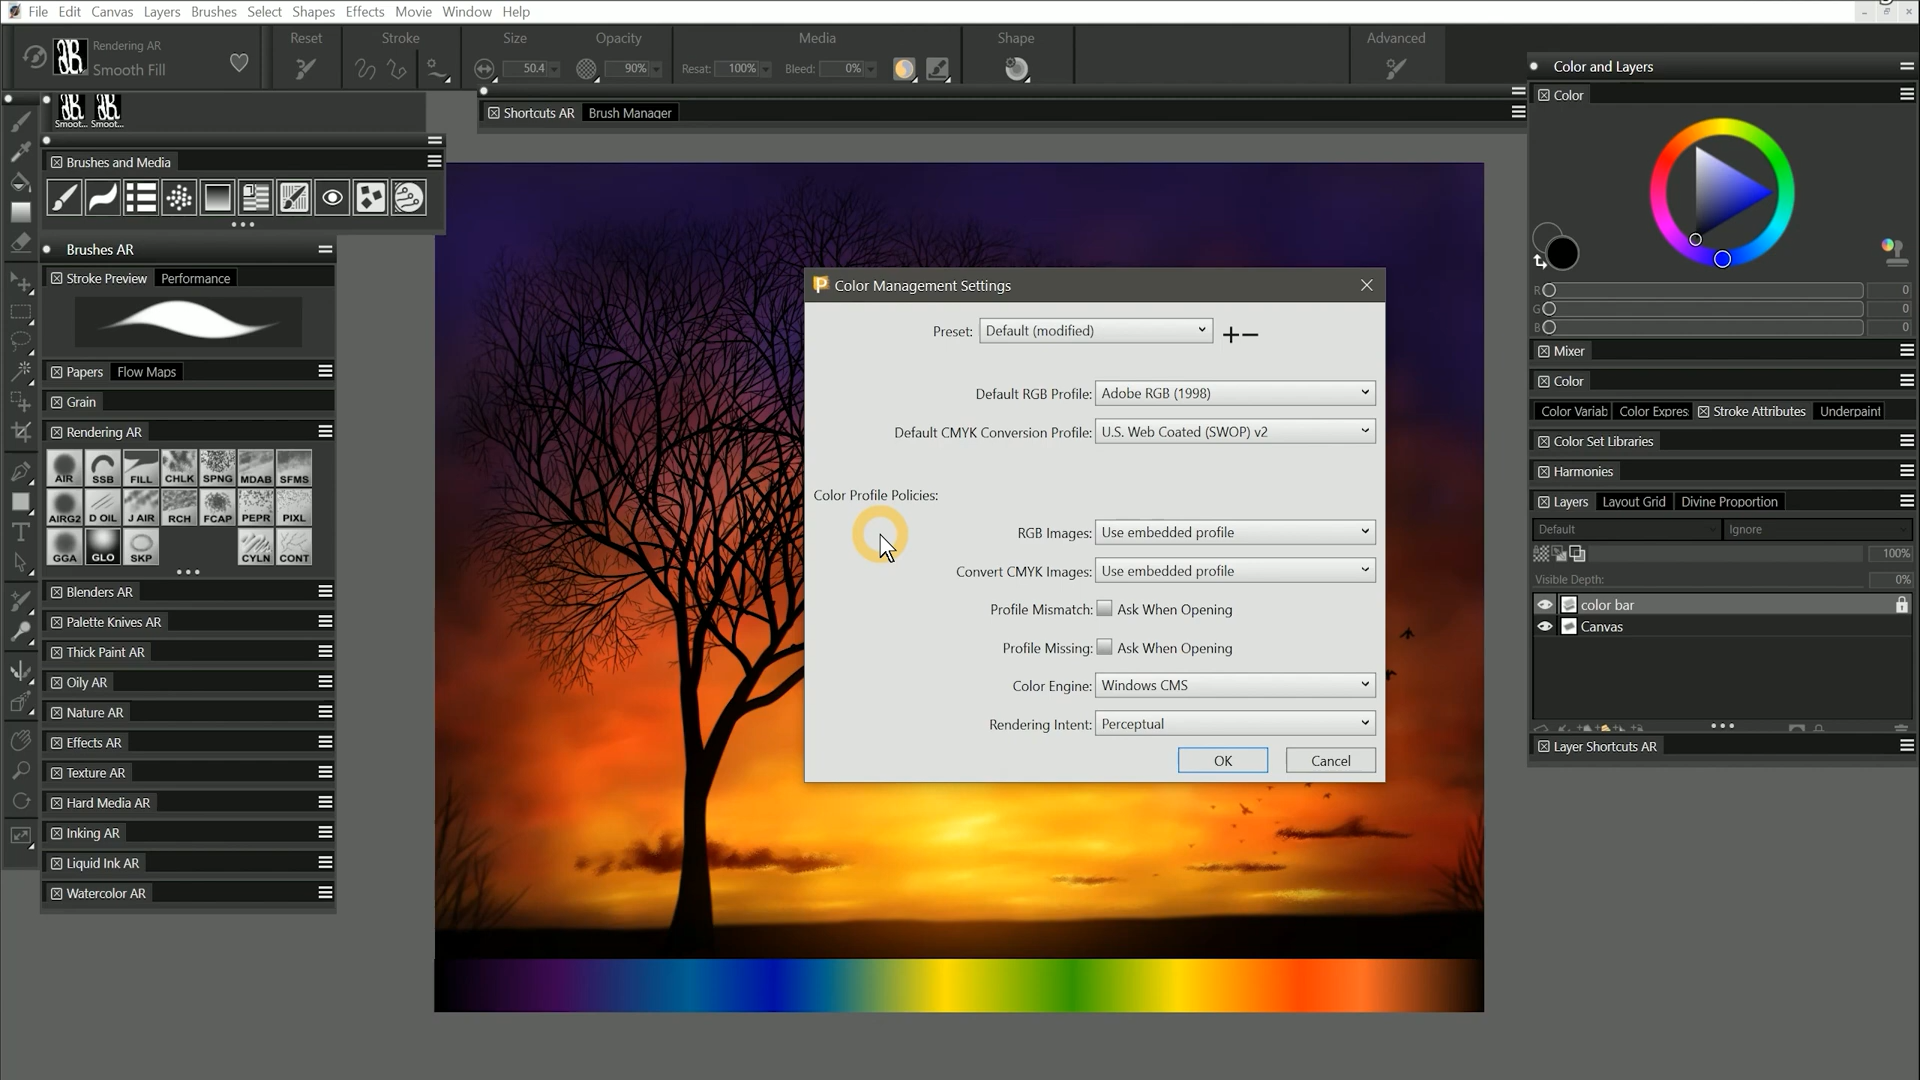 File Edit Canvas Layers Brushes Select Shapes Effects Movie Window Help
Rendering AR
Smooth Fill
Reset
Stroke
Size
50.4
Opacity
90%
Media
Resat: 100%
Bleed: 0%
Shape
Advanced
Smoot... Smoot...
Shortcuts AR Brush Manager
Brushes and Media
Brushes AR
Stroke Preview Performance
Papers Flow Maps
Grain
Rendering AR
AIR SSB FILL CHLK SPNG MDAB SFMS
AIRG2 D OIL J AIR RCH FCAP PEPR PIXL
GGA GLO SKP CYLN CONT
Blenders AR
Palette Knives AR
Thick Paint AR
Oily AR
Nature AR
Effects AR
Texture AR
Hard Media AR
Inking AR
Liquid Ink AR
Watercolor AR
Color Management Settings
Preset: Default (modified)
Default RGB Profile: Adobe RGB (1998)
Default CMYK Conversion Profile: U.S. Web Coated (SWOP) v2
Color Profile Policies:
RGB Images: Use embedded profile
Convert CMYK Images: Use embedded profile
Profile Mismatch: Ask When Opening
Profile Missing: Ask When Opening
Color Engine: Windows CMS
Rendering Intent: Perceptual
OK Cancel
Color and Layers
Color
R 0
G 0
B 0
Mixer
Color
Color Variab Color Expres Stroke Attributes Underpaint
Color Set Libraries
Harmonies
Layers Layout Grid Divine Proportion
Default Ignore
100%
Visible Depth: 0%
color bar
Canvas
Layer Shortcuts AR